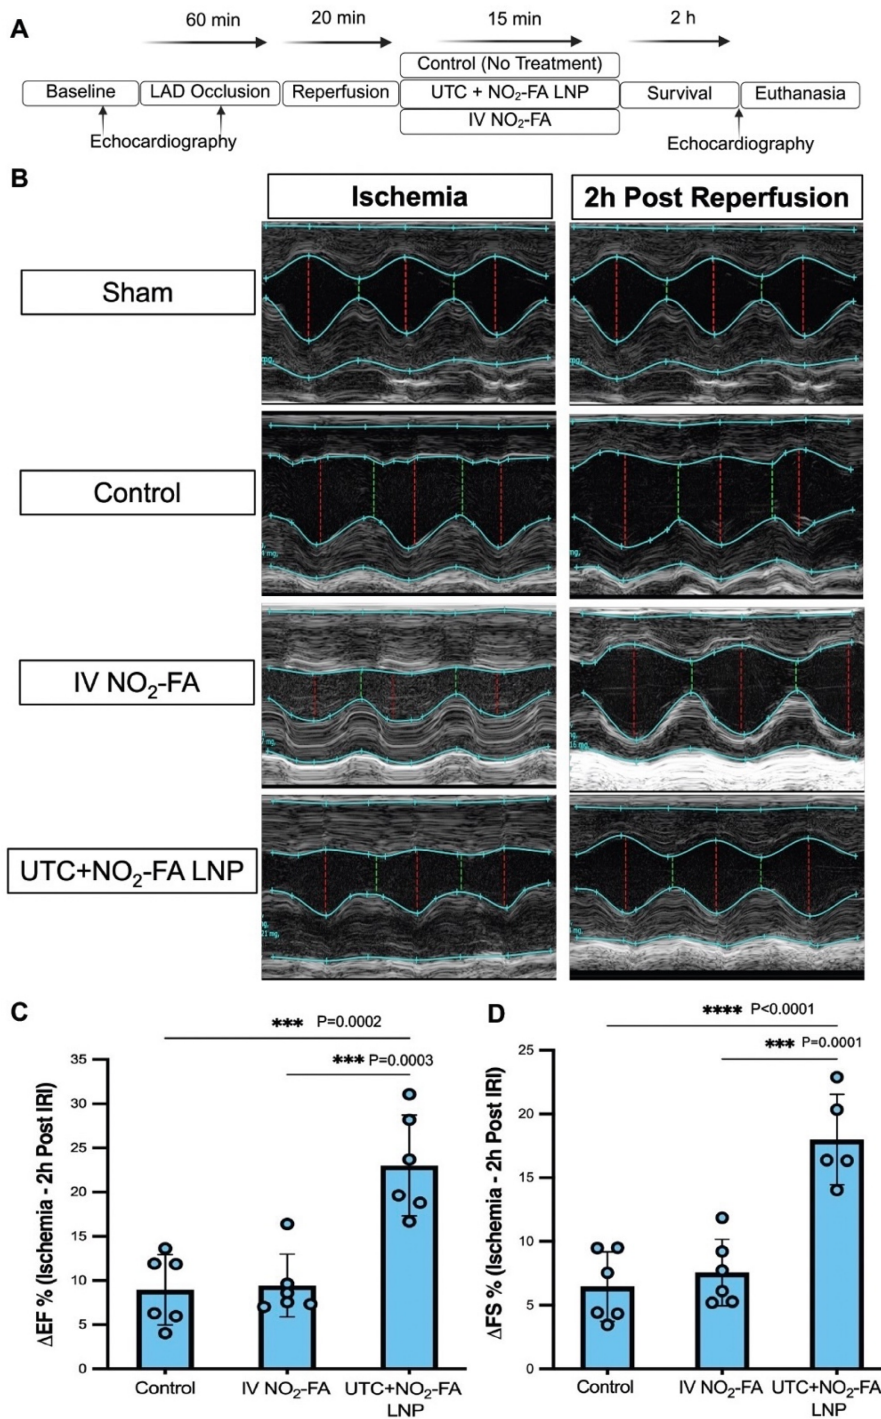 A
60 min
20 min
15 min
2 h
Baseline
LAD Occlusion
Reperfusion
Control (No Treatment)
UTC + NO₂-FA LNP
IV NO₂-FA
Survival
Euthanasia
Echocardiography
Echocardiography
B
Ischemia
2h Post Reperfusion
Sham
Control
IV NO₂-FA
UTC+NO₂-FA LNP
C
*** P=0.0002
*** P=0.0003
ΔEF % (Ischemia - 2h Post IRI)
35
30
25
20
15
10
5
0
Control
IV NO₂-FA
UTC+NO₂-FA
LNP
D
**** P<0.0001
*** P=0.0001
ΔFS % (Ischemia - 2h Post IRI)
25
20
15
10
5
0
Control
IV NO₂-FA
UTC+NO₂-FA
LNP